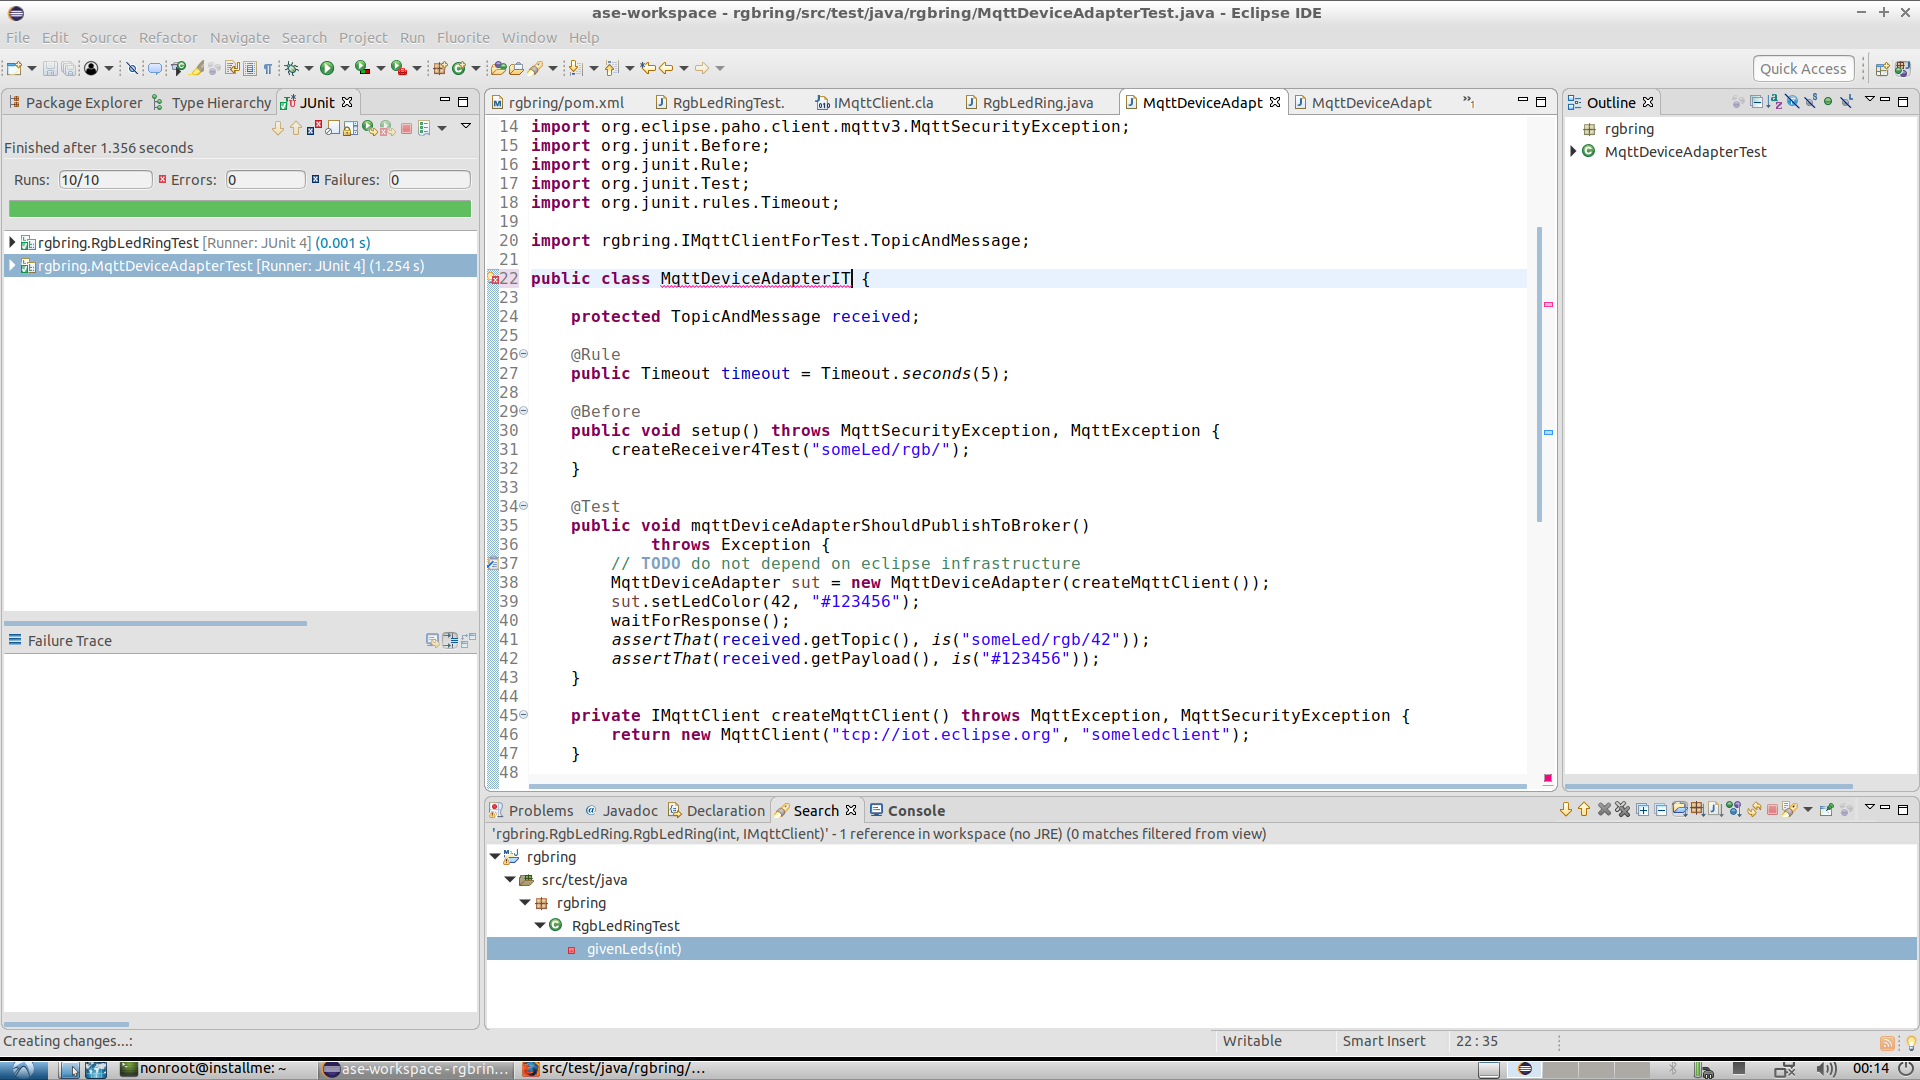 ase-workspace - rgbring/src/test/java/rgbring/MqttDeviceAdapterTest.java - Eclipse IDE
File Edit Source Refactor Navigate Search Project Run Fluorite Window Help
Quick Access
Package Explorer Type Hierarchy JUnit
Finished after 1.356 seconds
Runs: 10/10 Errors: 0 Failures: 0
rgbring.RgbLedRingTest [Runner: JUnit 4] (0.001 s)
rgbring.MqttDeviceAdapterTest [Runner: JUnit 4] (1.254 s)
Failure Trace
rgbring/pom.xml RgbLedRingTest. IMqttClient.cla RgbLedRing.java MqttDeviceAdapt MqttDeviceAdapt
14 import org.eclipse.paho.client.mqttv3.MqttSecurityException;
15 import org.junit.Before;
16 import org.junit.Rule;
17 import org.junit.Test;
18 import org.junit.rules.Timeout;
19
20 import rgbring.IMqttClientForTest.TopicAndMessage;
21
22 public class MqttDeviceAdapterIT {
23
24     protected TopicAndMessage received;
25
26     @Rule
27     public Timeout timeout = Timeout.seconds(5);
28
29     @Before
30     public void setup() throws MqttSecurityException, MqttException {
31         createReceiver4Test("someLed/rgb/");
32     }
33
34     @Test
35     public void mqttDeviceAdapterShouldPublishToBroker()
36             throws Exception {
37         // TODO do not depend on eclipse infrastructure
38         MqttDeviceAdapter sut = new MqttDeviceAdapter(createMqttClient());
39         sut.setLedColor(42, "#123456");
40         waitForResponse();
41         assertThat(received.getTopic(), is("someLed/rgb/42"));
42         assertThat(received.getPayload(), is("#123456"));
43     }
44
45     private IMqttClient createMqttClient() throws MqttException, MqttSecurityException {
46         return new MqttClient("tcp://iot.eclipse.org", "someledclient");
47     }
48
Outline
rgbring
MqttDeviceAdapterTest
Problems Javadoc Declaration Search Console
'rgbring.RgbLedRing.RgbLedRing(int, IMqttClient)' - 1 reference in workspace (no JRE) (0 matches filtered from view)
rgbring
src/test/java
rgbring
RgbLedRingTest
givenLeds(int)
Creating changes...:
Writable Smart Insert 22 : 35
nonroot@installme: ~ ase-workspace - rgbrin... src/test/java/rgbring/... 00:14